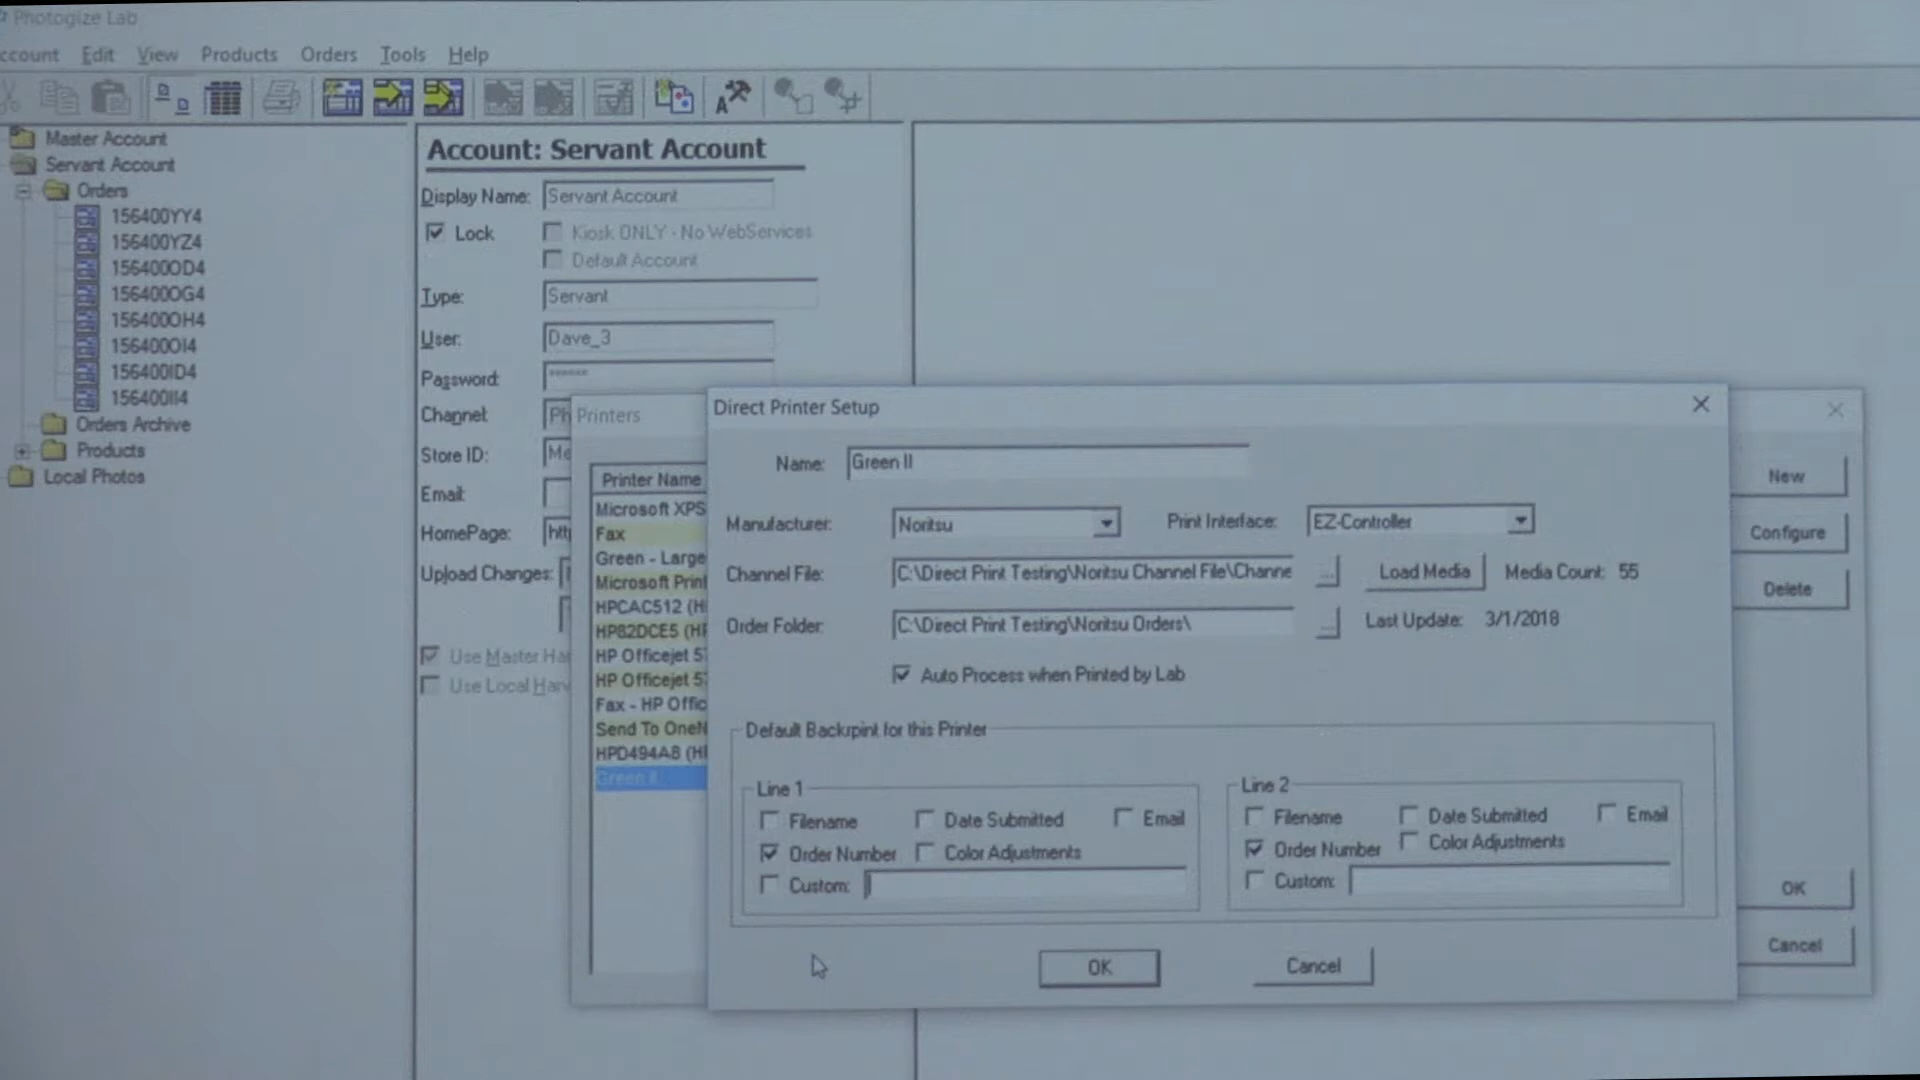 Photogize Lab
ccount Edit View Products Orders Tools Help
Master Account
Servant Account
Orders
156400YY4
156400YZ4
156400OD4
156400OG4
156400OH4
156400OI4
156400ID4
156400II4
Orders Archive
Products
Local Photos
Account: Servant Account
Display Name: Servant Account
Lock
Kiosk ONLY - No WebServices
Default Account
Type: Servant
User: Dave_3
Password: ******
Channel: Ph
Store ID: Me
Email:
HomePage: htt
Upload Changes:
Use Master Har
Use Local Harv
Printers
Printer Name
Microsoft XPS
Fax
Green - Large
Microsoft Print
HPCAC512 (H
HP82DCE5 (HP
HP Officejet 5
HP Officejet 5
Fax - HP Offic
Send To OneN
HPD494A8 (HI
Green II
New
Configure
Delete
OK
Cancel
Direct Printer Setup
Name: Green II
Manufacturer: Noritsu Print Interface: EZ-Controller
Channel File: C:\Direct Print Testing\Noritsu Channel File\Channe ... Load Media Media Count: 55
Order Folder: C:\Direct Print Testing\Noritsu Orders\ ... Last Update: 3/1/2018
Auto Process when Printed by Lab
Default Backrpint for this Printer
Line 1
Filename Date Submitted Email
Order Number Color Adjustments
Custom:
Line 2
Filename Date Submitted Email
Order Number Color Adjustments
Custom:
OK Cancel